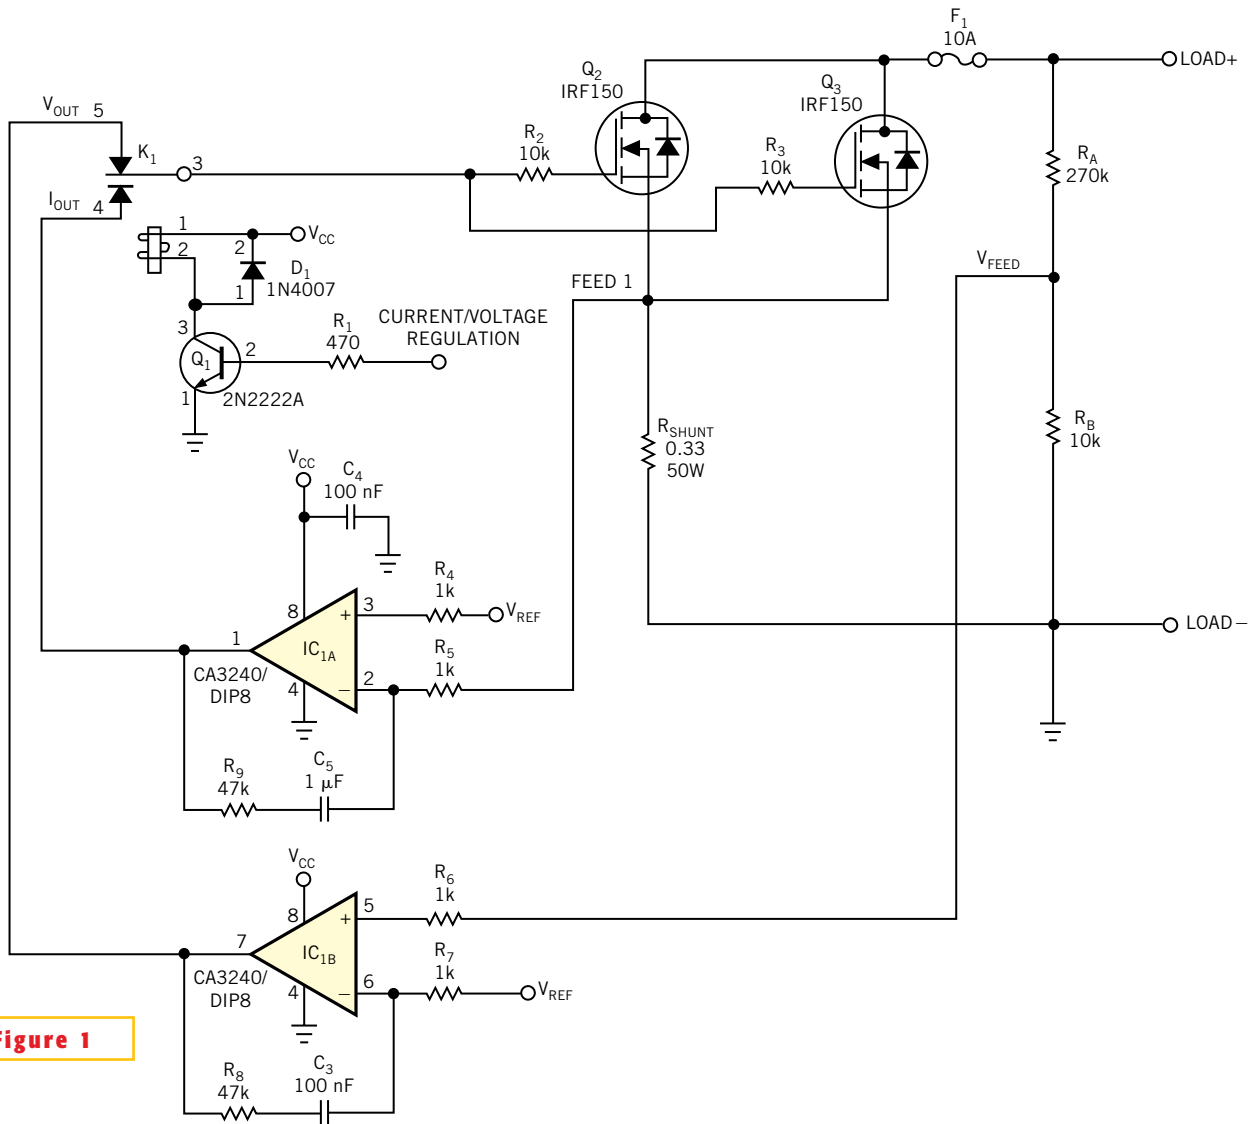 F1
10A
LOAD+
Q2
IRF150
Q3
IRF150
VOUT 5
K1
3
R2
10k
R3
10k
RA
270k
IOUT 4
1
VCC
2
2
D1
1N4007
1
VFEED
FEED 1
CURRENT/VOLTAGE
REGULATION
R1
470
3
Q1
2
1
2N2222A
RSHUNT
0.33
50W
RB
10k
VCC
C4
100 nF
R4
1k
8
+
3
VREF
LOAD–
1
IC1A
R5
1k
CA3240/
DIP8
4
–
2
R9
47k
C5
1 µF
VCC
R6
1k
8
+
5
7
IC1B
R7
1k
CA3240/
DIP8
4
–
6
VREF
Figure 1
R8
47k
C3
100 nF